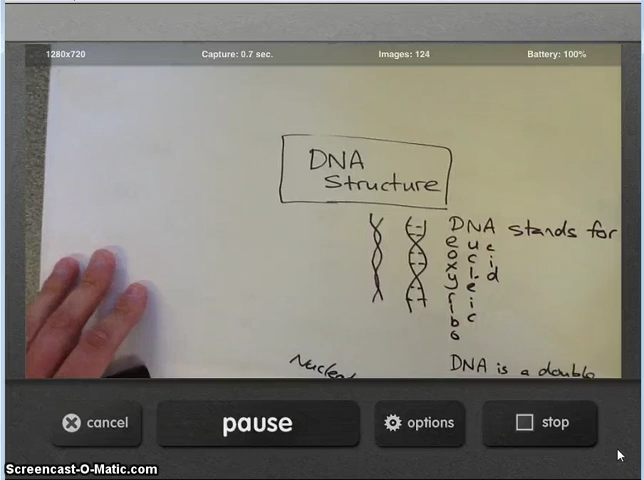 1280x720 Capture: 0.7 sec. Images: 124 Battery: 100%
DNA
Structure
DNA stands for
e u c
o c i
x l d
y e
r i
i c
b
o
DNA is a double
cancel pause options stop
Screencast-O-Matic.com